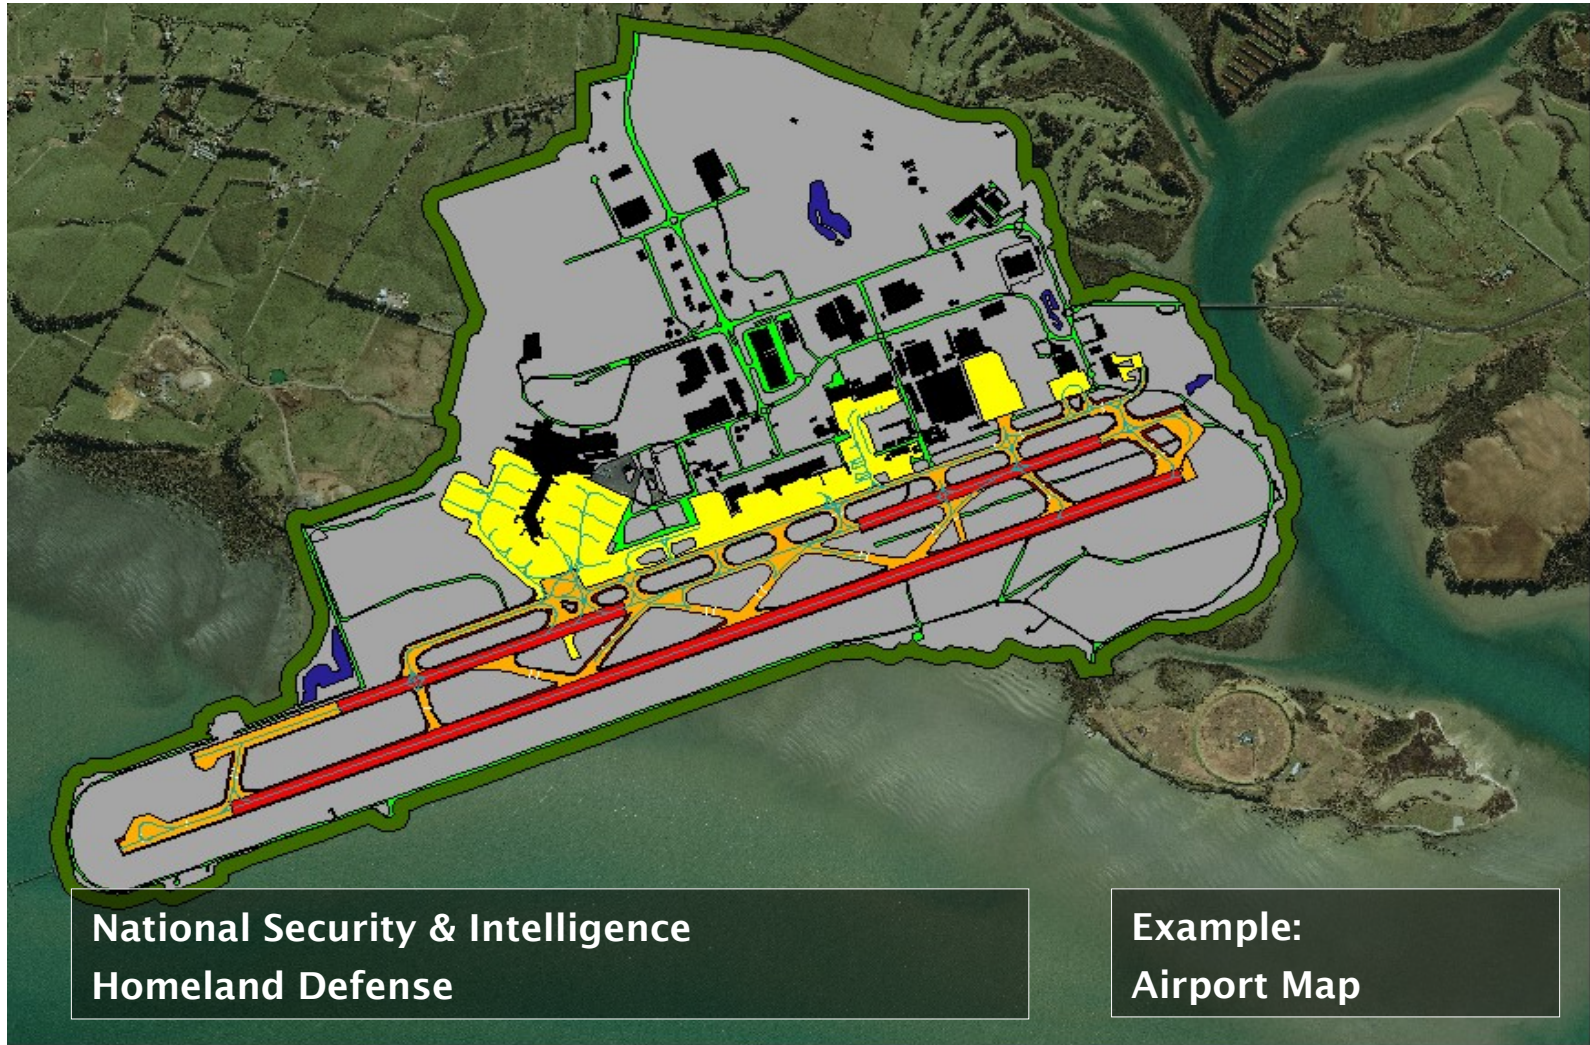 National Security & Intelligence
Homeland Defense
Example:
Airport Map